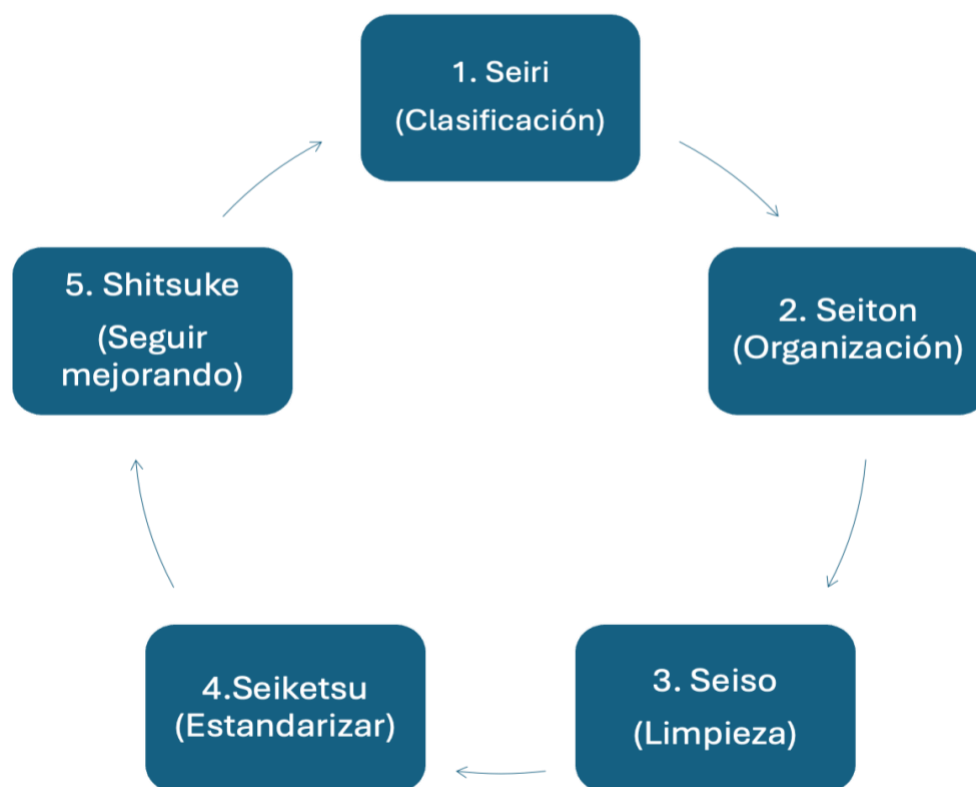 1. Seiri
(Clasificación)
2. Seiton
(Organización)
3. Seiso
(Limpieza)
4.Seiketsu
(Estandarizar)
5. Shitsuke
(Seguir
mejorando)